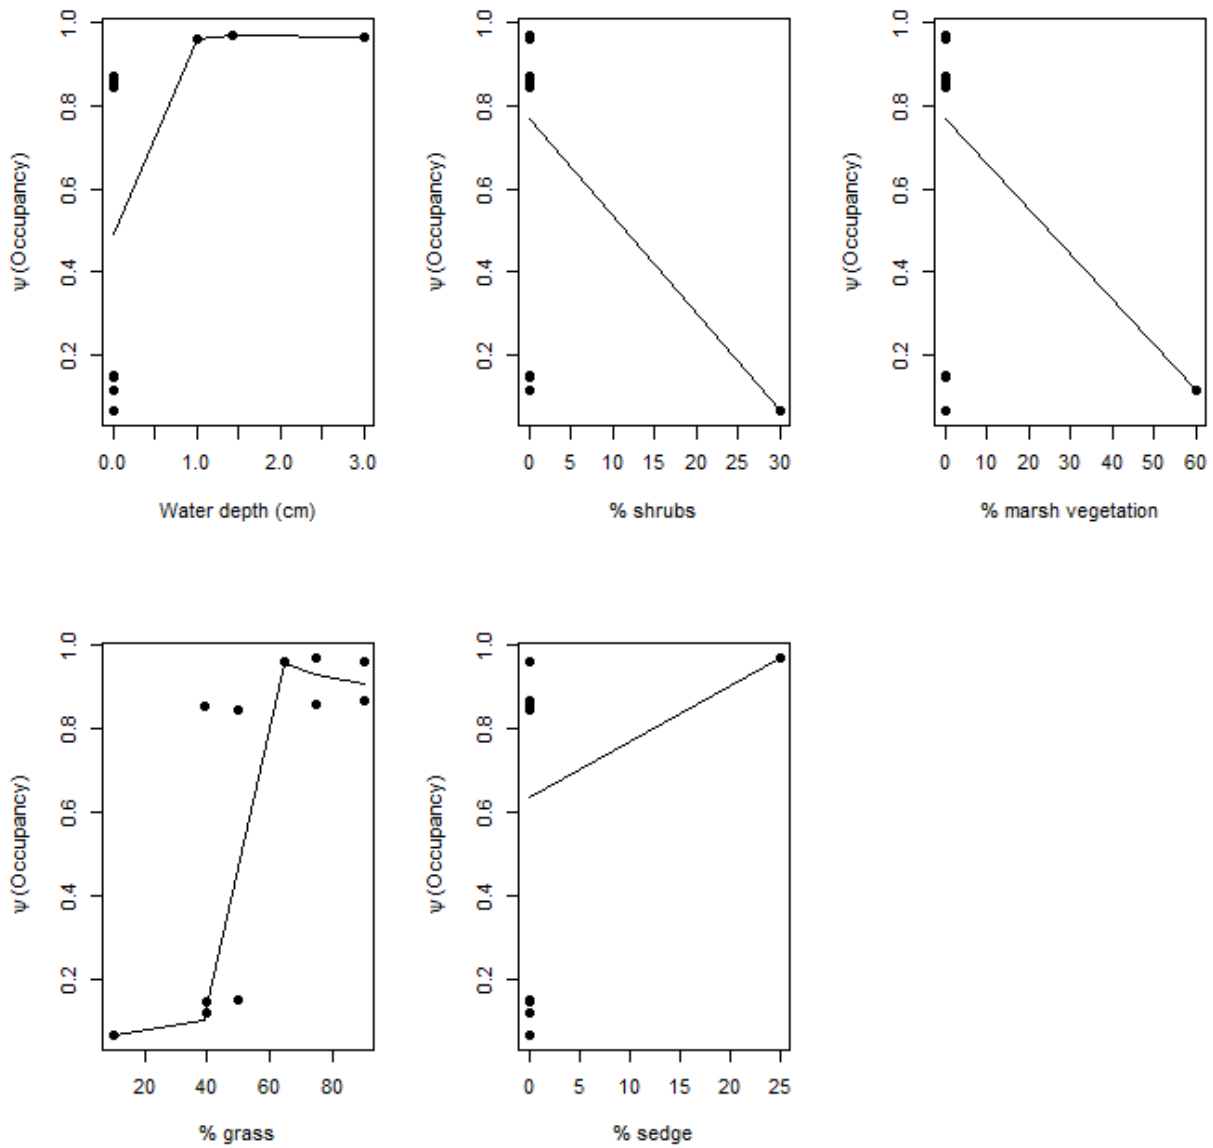 ψ (Occupancy)
0.2 0.4 0.6 0.8 1.0
0.0 1.0 2.0 3.0
Water depth (cm)
ψ (Occupancy)
0.2 0.4 0.6 0.8 1.0
0 5 10 15 20 25 30
% shrubs
ψ (Occupancy)
0.2 0.4 0.6 0.8 1.0
0 10 20 30 40 50 60
% marsh vegetation
ψ (Occupancy)
0.2 0.4 0.6 0.8 1.0
20 40 60 80
% grass
ψ (Occupancy)
0.2 0.4 0.6 0.8 1.0
0 5 10 15 20 25
% sedge